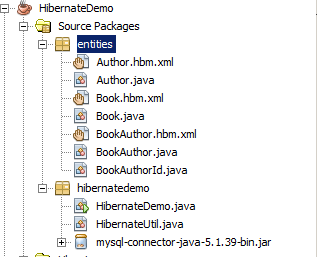 HibernateDemo
Source Packages
entities
Author.hbm.xml
Author.java
Book.hbm.xml
Book.java
BookAuthor.hbm.xml
BookAuthor.java
BookAuthorId.java
hibernatedemo
HibernateDemo.java
HibernateUtil.java
mysql-connector-java-5.1.39-bin.jar